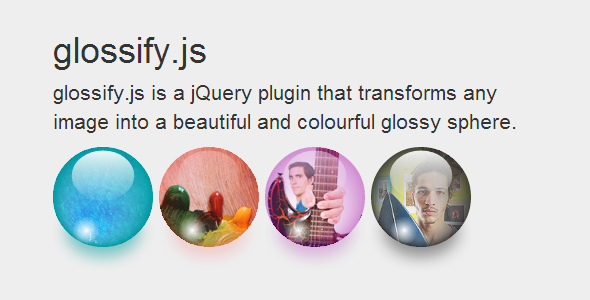 glossify.js
glossify.js is a jQuery plugin that transforms any
image into a beautiful and colourful glossy sphere.